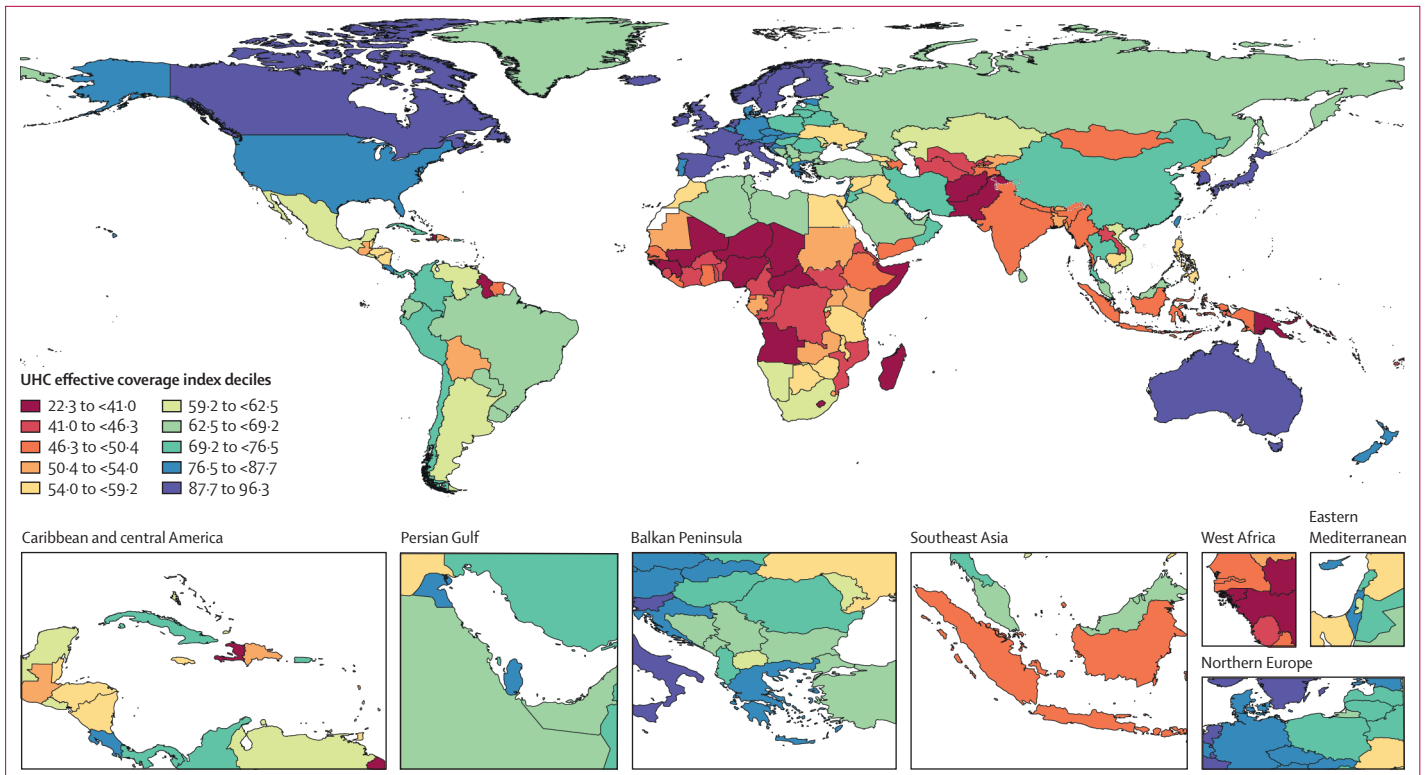 UHC effective coverage index deciles
22·3 to <41·0
41·0 to <46·3
46·3 to <50·4
50·4 to <54·0
54·0 to <59·2
59·2 to <62·5
62·5 to <69·2
69·2 to <76·5
76·5 to <87·7
87·7 to 96·3
Caribbean and central America
Persian Gulf
Balkan Peninsula
Southeast Asia
West Africa
Eastern
Mediterranean
Northern Europe